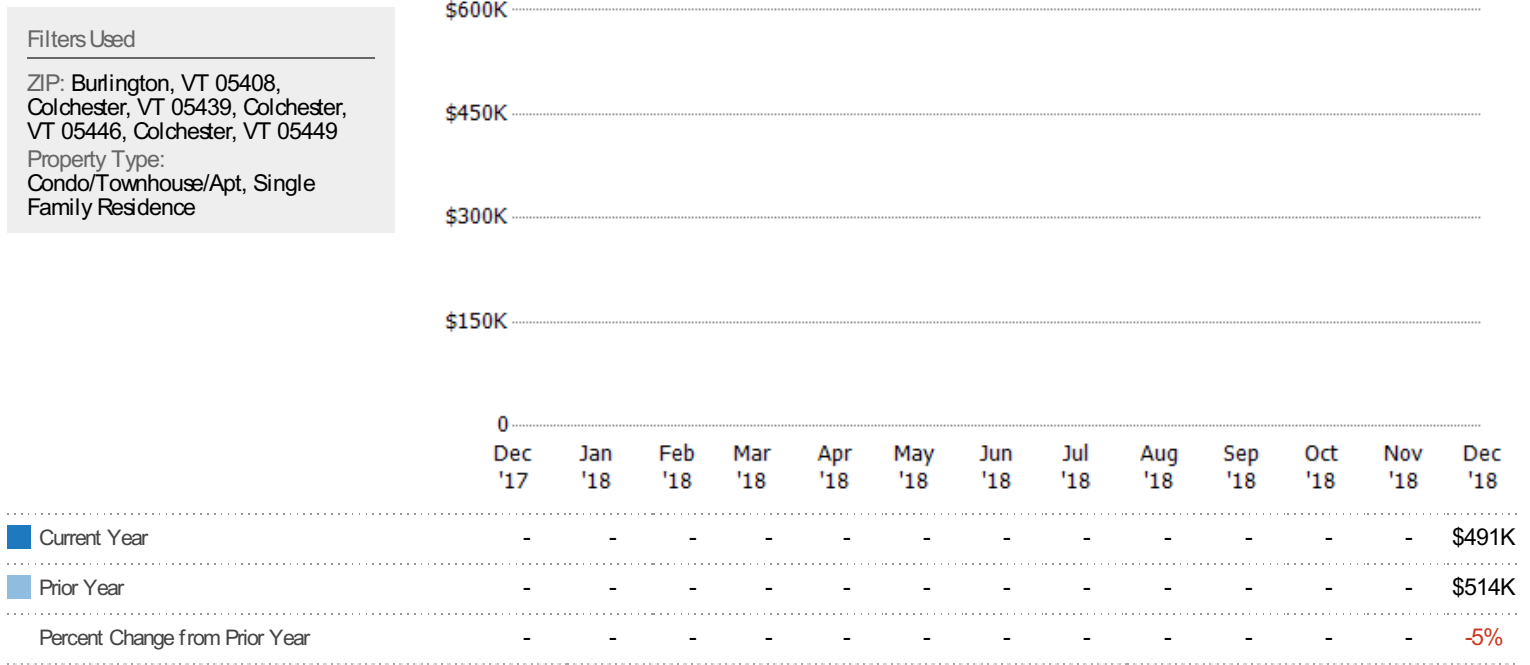 Filters Used
ZIP: Burlington, VT 05408,
Colchester, VT 05439, Colchester,
VT 05446, Colchester, VT 05449
Property Type:
Condo/Townhouse/Apt, Single
Family Residence
$600K
$450K
$300K
$150K
0
Dec Jan Feb Mar Apr May Jun Jul Aug Sep Oct Nov Dec
'17 '18 '18 '18 '18 '18 '18 '18 '18 '18 '18 '18 '18
Current Year - - - - - - - - - - - - $491K
Prior Year - - - - - - - - - - - - $514K
Percent Change from Prior Year - - - - - - - - - - - - -5%